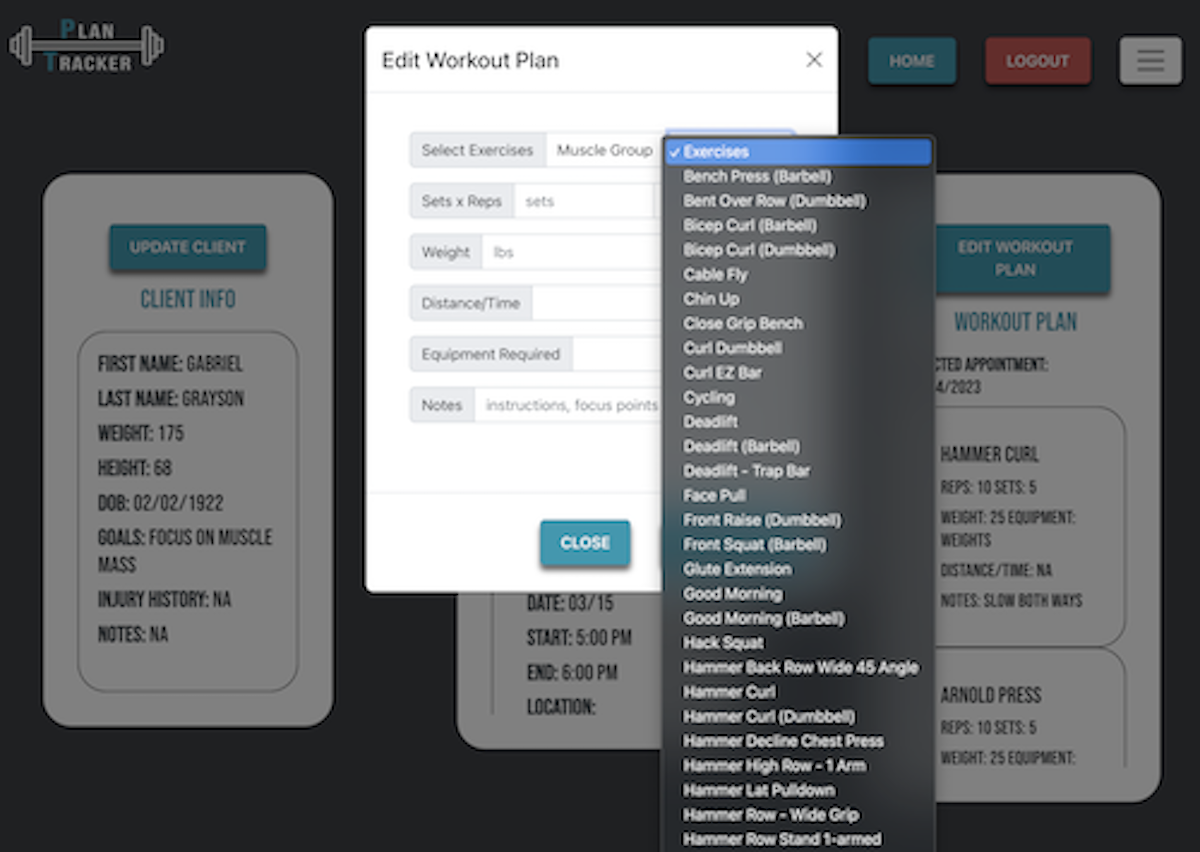 PLAN
TRACKER
HOME
LOGOUT
Edit Workout Plan
Select Exercises Muscle Group
Sets x Reps sets
Weight lbs
Distance/Time
Equipment Required
Notes instructions, focus points
CLOSE
✓ Exercises
Bench Press (Barbell)
Bent Over Row (Dumbbell)
Bicep Curl (Barbell)
Bicep Curl (Dumbbell)
Cable Fly
Chin Up
Close Grip Bench
Curl Dumbbell
Curl EZ Bar
Cycling
Deadlift
Deadlift (Barbell)
Deadlift - Trap Bar
Face Pull
Front Raise (Dumbbell)
Front Squat (Barbell)
Glute Extension
Good Morning
Good Morning (Barbell)
Hack Squat
Hammer Back Row Wide 45 Angle
Hammer Curl
Hammer Curl (Dumbbell)
Hammer Decline Chest Press
Hammer High Row - 1 Arm
Hammer Lat Pulldown
Hammer Row - Wide Grip
Hammer Row Stand 1-armed
UPDATE CLIENT
CLIENT INFO
FIRST NAME: GABRIEL
LAST NAME: GRAYSON
WEIGHT: 175
HEIGHT: 68
DOB: 02/02/1922
GOALS: FOCUS ON MUSCLE
MASS
INJURY HISTORY: NA
NOTES: NA
DATE: 03/15
START: 5:00 PM
END: 6:00 PM
LOCATION:
EDIT WORKOUT
PLAN
WORKOUT PLAN
CTED APPOINTMENT:
4/2023
HAMMER CURL
REPS: 10 SETS: 5
WEIGHT: 25 EQUIPMENT:
WEIGHTS
DISTANCE/TIME: NA
NOTES: SLOW BOTH WAYS
ARNOLD PRESS
REPS: 10 SETS: 5
WEIGHT: 25 EQUIPMENT: